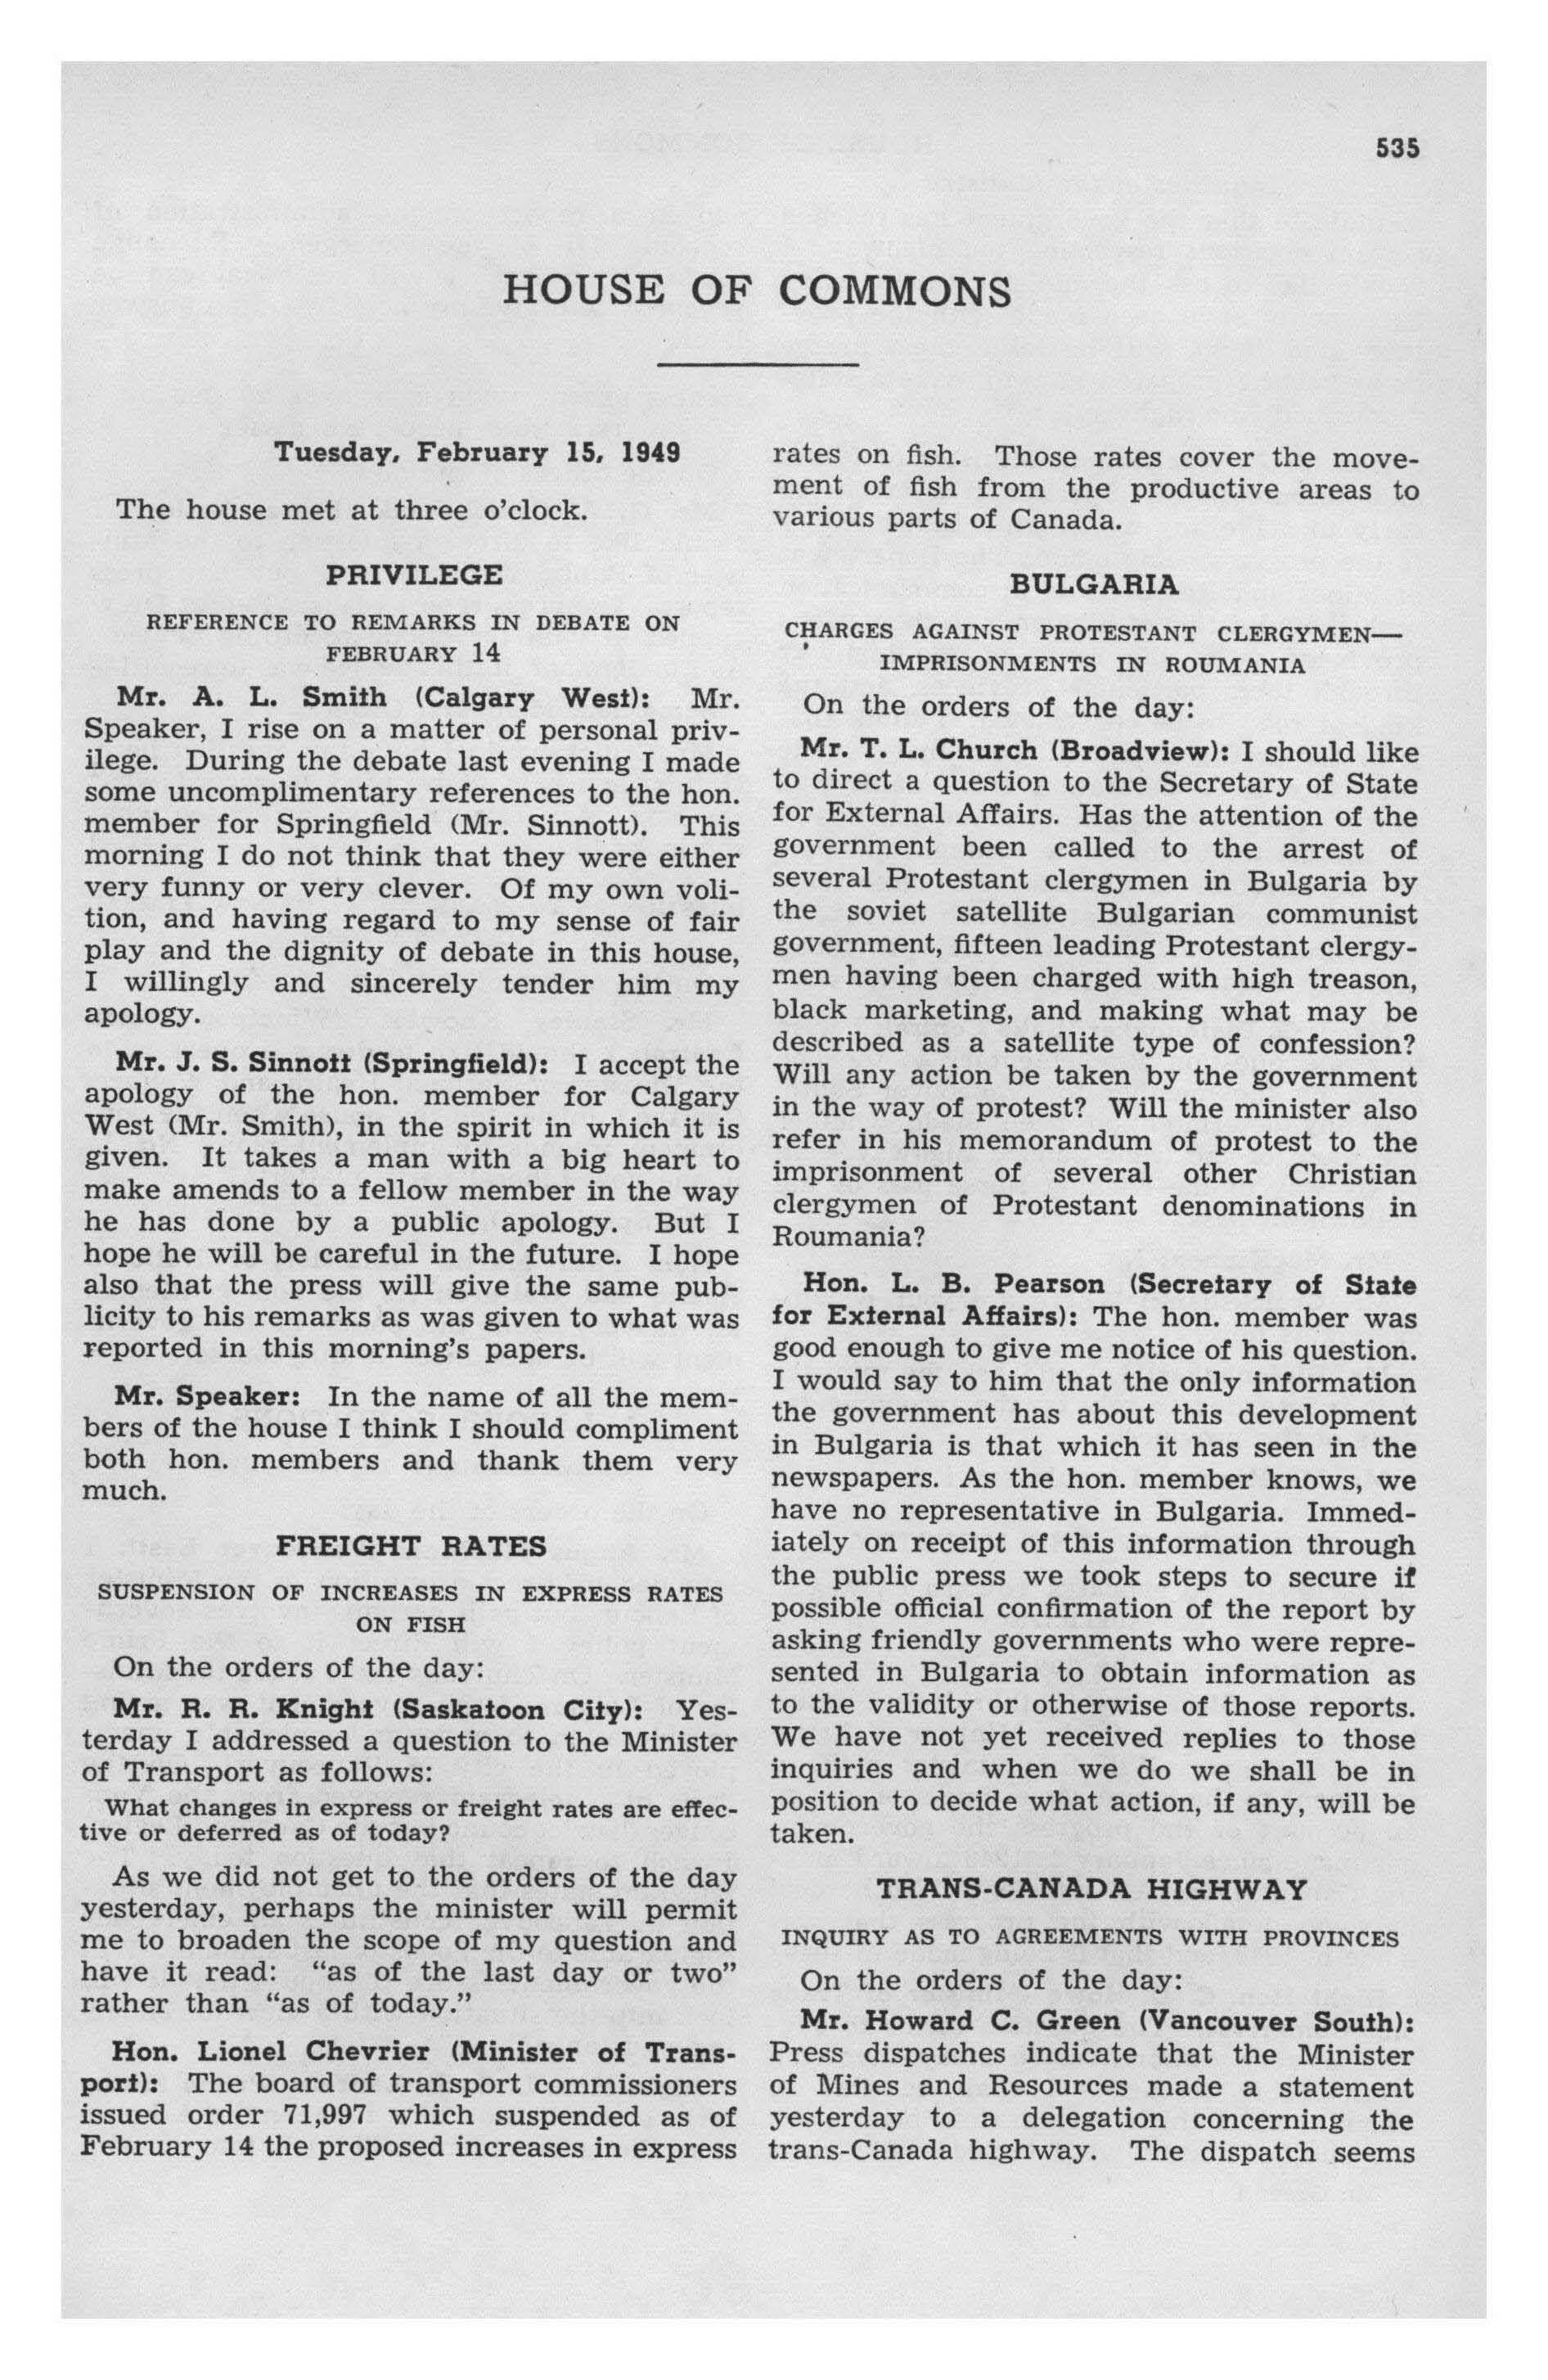 535
HOUSE OF COMMONS
Tuesday, February 15, 1949
The house met at three o'clock.
PRIVILEGE
REFERENCE TO REMARKS IN DEBATE ON
FEBRUARY 14
Mr. A. L. Smith (Calgary West): Mr.
Speaker, I rise on a matter of personal priv-
ilege. During the debate last evening I made
some uncomplimentary references to the hon.
member for Springfield (Mr. Sinnott). This
morning I do not think that they were either
very funny or very clever. Of my own voli-
tion, and having regard to my sense of fair
play and the dignity of debate in this house,
I willingly and sincerely tender him my
apology.
Mr. J. S. Sinnott (Springfield): I accept the
apology of the hon. member for Calgary
West (Mr. Smith), in the spirit in which it is
given. It takes a man with a big heart to
make amends to a fellow member in the way
he has done by a public apology. But I
hope he will be careful in the future. I hope
also that the press will give the same pub-
licity to his remarks as was given to what was
reported in this morning's papers.
Mr. Speaker: In the name of all the mem-
bers of the house I think I should compliment
both hon. members and thank them very
much.
FREIGHT RATES
SUSPENSION OF INCREASES IN EXPRESS RATES
ON FISH
On the orders of the day:
Mr. R. R. Knight (Saskatoon City): Yes-
terday I addressed a question to the Minister
of Transport as follows:
What changes in express or freight rates are effec-
tive or deferred as of today?
As we did not get to the orders of the day
yesterday, perhaps the minister will permit
me to broaden the scope of my question and
have it read: "as of the last day or two"
rather than "as of today."
Hon. Lionel Chevrier (Minister of Trans-
port): The board of transport commissioners
issued order 71,997 which suspended as of
February 14 the proposed increases in express
rates on fish. Those rates cover the move-
ment of fish from the productive areas to
various parts of Canada.
BULGARIA
CHARGES AGAINST PROTESTANT CLERGYMEN—
IMPRISONMENTS IN ROUMANIA
On the orders of the day:
Mr. T. L. Church (Broadview): I should like
to direct a question to the Secretary of State
for External Affairs. Has the attention of the
government been called to the arrest of
several Protestant clergymen in Bulgaria by
the soviet satellite Bulgarian communist
government, fifteen leading Protestant clergy-
men having been charged with high treason,
black marketing, and making what may be
described as a satellite type of confession?
Will any action be taken by the government
in the way of protest? Will the minister also
refer in his memorandum of protest to the
imprisonment of several other Christian
clergymen of Protestant denominations in
Roumania?
Hon. L. B. Pearson (Secretary of State
for External Affairs): The hon. member was
good enough to give me notice of his question.
I would say to him that the only information
the government has about this development
in Bulgaria is that which it has seen in the
newspapers. As the hon. member knows, we
have no representative in Bulgaria. Immed-
iately on receipt of this information through
the public press we took steps to secure if
possible official confirmation of the report by
asking friendly governments who were repre-
sented in Bulgaria to obtain information as
to the validity or otherwise of those reports.
We have not yet received replies to those
inquiries and when we do we shall be in
position to decide what action, if any, will be
taken.
TRANS-CANADA HIGHWAY
INQUIRY AS TO AGREEMENTS WITH PROVINCES
On the orders of the day:
Mr. Howard C. Green (Vancouver South):
Press dispatches indicate that the Minister
of Mines and Resources made a statement
yesterday to a delegation concerning the
trans-Canada highway. The dispatch seems